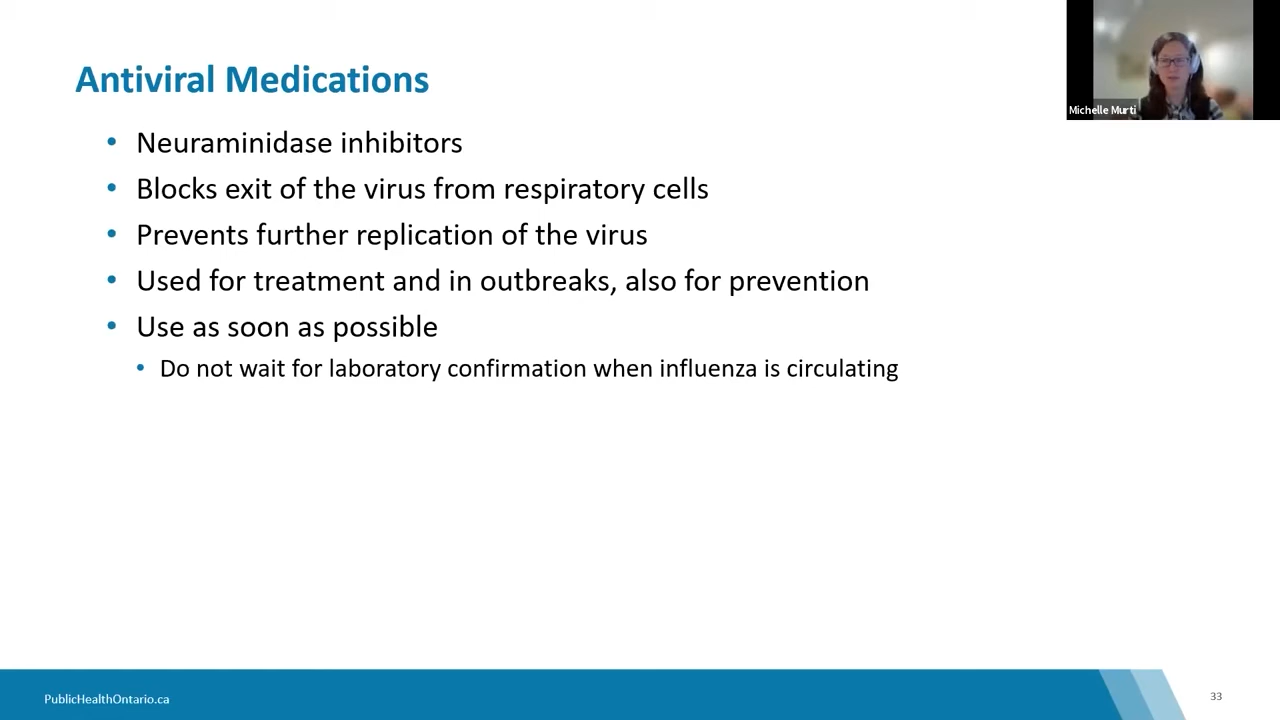 Antiviral Medications
Michelle Murti
• Neuraminidase inhibitors
• Blocks exit of the virus from respiratory cells
• Prevents further replication of the virus
• Used for treatment and in outbreaks, also for prevention
• Use as soon as possible
• Do not wait for laboratory confirmation when influenza is circulating
PublicHealthOntario.ca
33